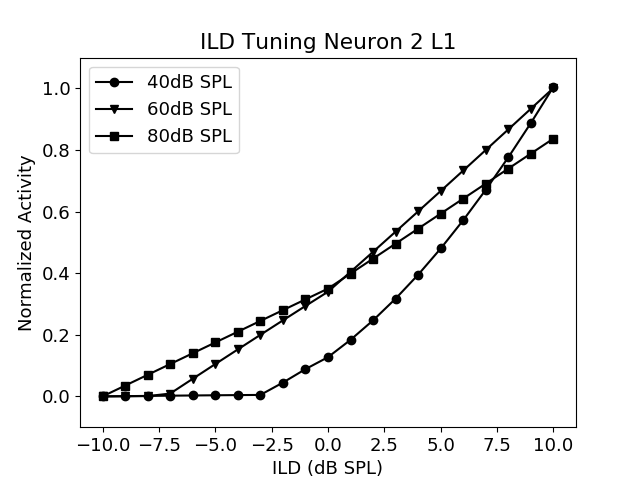 ILD Tuning Neuron 2 L1
40dB SPL
60dB SPL
80dB SPL
Normalized Activity
1.0
0.8
0.6
0.4
0.2
0.0
−10.0 −7.5 −5.0 −2.5 0.0 2.5 5.0 7.5 10.0
ILD (dB SPL)